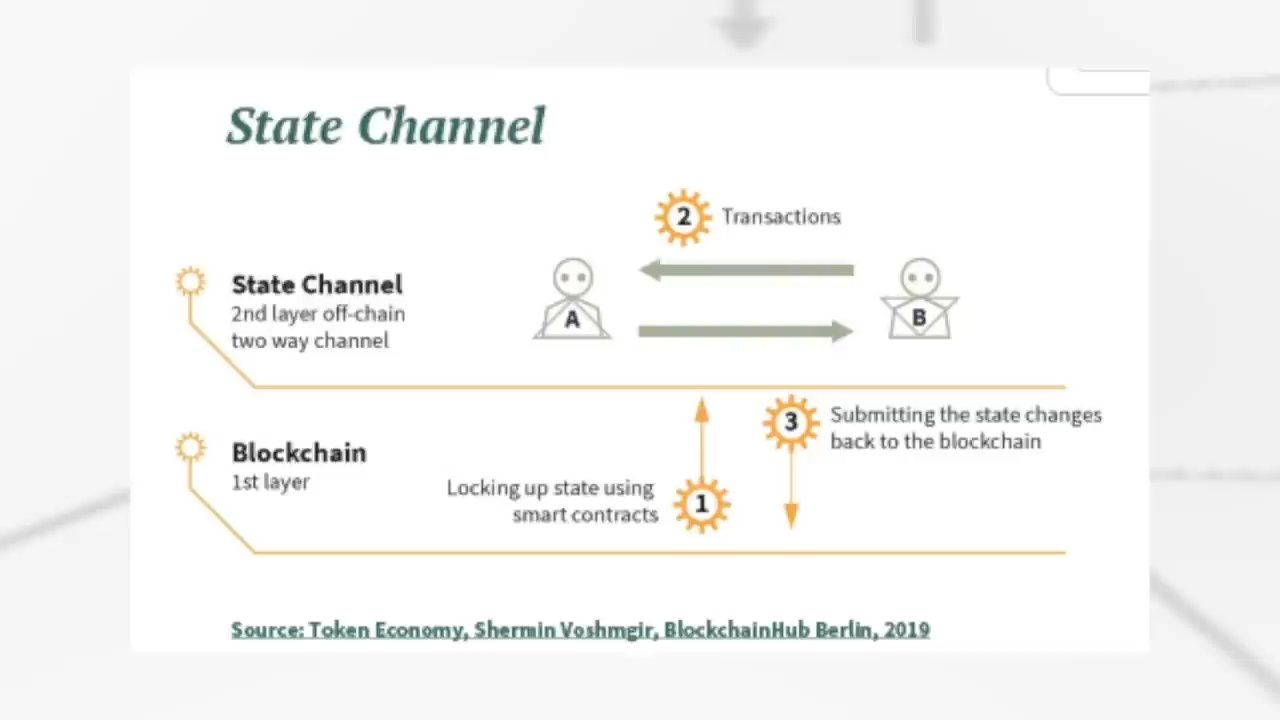 State Channel
2
Transactions
State Channel
2nd layer off-chain
two way channel
A
B
3
Submitting the state changes
back to the blockchain
Blockchain
1st layer
Locking up state using
smart contracts
1
Source: Token Economy, Shermin Voshmgir, BlockchainHub Berlin, 2019